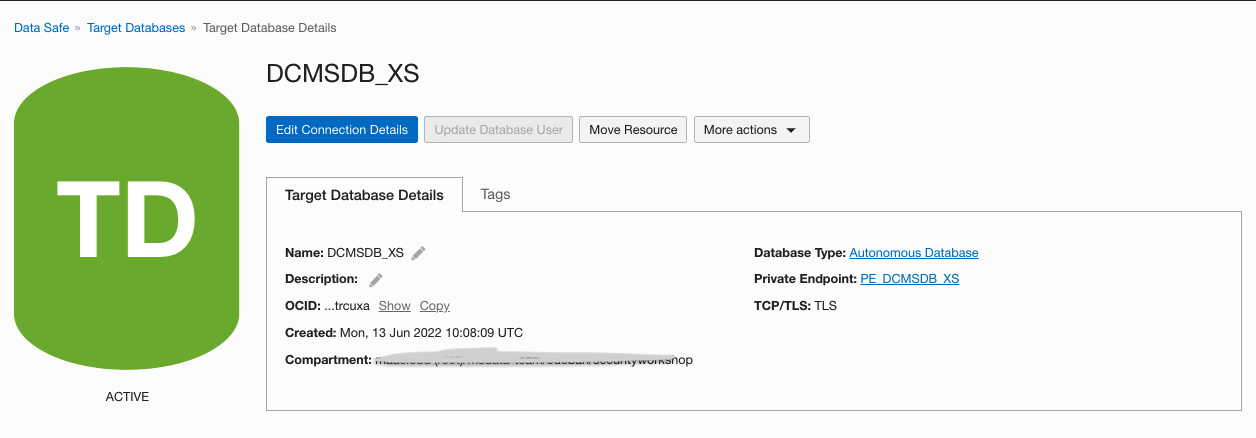 Data Safe » Target Databases » Target Database Details
TD
ACTIVE
DCMSDB_XS
Edit Connection Details
Update Database User
Move Resource
More actions
Target Database Details
Tags
Name: DCMSDB_XS
Description:
OCID: ...trcuxa Show Copy
Created: Mon, 13 Jun 2022 10:08:09 UTC
Compartment:
Database Type: Autonomous Database
Private Endpoint: PE_DCMSDB_XS
TCP/TLS: TLS